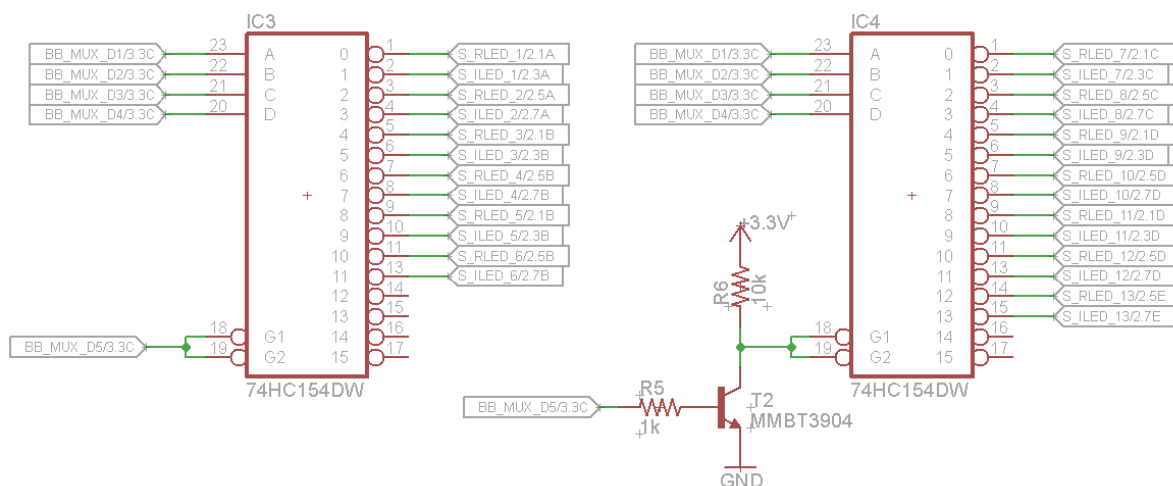 IC3
BB_MUX_D1/3.3C 23 A 0 1 S_RLED_1/2.1A
BB_MUX_D2/3.3C 22 B 1 2 S_ILED_1/2.3A
BB_MUX_D3/3.3C 21 C 2 3 S_RLED_2/2.5A
BB_MUX_D4/3.3C 20 D 3 4 S_ILED_2/2.7A
4 5 S_RLED_3/2.1B
5 6 S_ILED_3/2.3B
6 7 S_RLED_4/2.5B
7 8 S_ILED_4/2.7B
8 9 S_RLED_5/2.1B
9 10 S_ILED_5/2.3B
10 11 S_RLED_6/2.5B
11 13 S_ILED_6/2.7B
12 14
13 15
18 G1 14 16
BB_MUX_D5/3.3C
19 G2 15 17
74HC154DW
IC4
BB_MUX_D1/3.3C 23 A 0 1 S_RLED_7/2.1C
BB_MUX_D2/3.3C 22 B 1 2 S_ILED_7/2.3C
BB_MUX_D3/3.3C 21 C 2 3 S_RLED_8/2.5C
BB_MUX_D4/3.3C 20 D 3 4 S_ILED_8/2.7C
4 5 S_RLED_9/2.1D
5 6 S_ILED_9/2.3D
6 7 S_RLED_10/2.5D
7 8 S_ILED_10/2.7D
8 9 S_RLED_11/2.1D
9 10 S_ILED_11/2.3D
10 11 S_RLED_12/2.5D
11 13 S_ILED_12/2.7D
12 14 S_RLED_13/2.5E
13 15 S_ILED_13/2.7E
18 G1 14 16
19 G2 15 17
74HC154DW
+3.3V
R6
10k
BB_MUX_D5/3.3C
R5
1k
T2
MMBT3904
GND